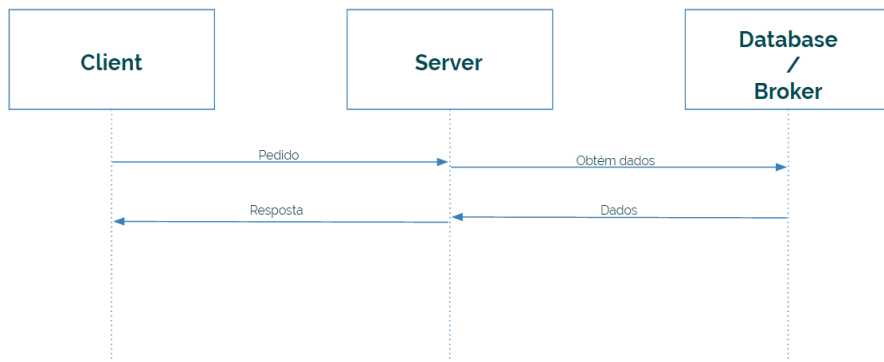 Client
Server
Database
/
Broker
Pedido
Obtém dados
Resposta
Dados